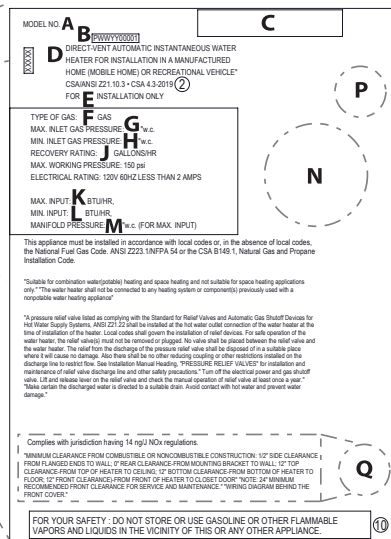 MODEL NO. A
B
PWWYY00001
C
XXXXX
D DIRECT-VENT AUTOMATIC INSTANTANEOUS WATER
HEATER FOR INSTALLATION IN A MANUFACTURED
HOME (MOBILE HOME) OR RECREATIONAL VEHICLE"
CSA/ANSI Z21.10.3 • CSA 4.3-2019 2
FOR E INSTALLATION ONLY
P
TYPE OF GAS: F GAS
MAX. INLET GAS PRESSURE: G "w.c.
MIN. INLET GAS PRESSURE: H "w.c.
RECOVERY RATING: J GALLONS/HR
MAX. WORKING PRESSURE: 150 psi
ELECTRICAL RATING: 120V 60HZ LESS THAN 2 AMPS
MAX. INPUT: K BTU/HR,
MIN. INPUT: L BTU/HR,
MANIFOLD PRESSURE: M "w.c. (FOR MAX. INPUT)
N
This appliance must be installed in accordance with local codes or, in the absence of local codes,
the National Fuel Gas Code. ANSI Z223.1/NFPA 54 or the CSA B149.1, Natural Gas and Propane
Installation Code.
"Suitable for combination water(potable) heating and space heating and not suitable for space heating applications
only." "The water heater shall not be connected to any heating system or component(s) previously used with a
nonpotable water heating appliance"
"A pressure relief valve listed as complying with the Standard for Relief Valves and Automatic Gas Shutoff Devices for
Hot Water Supply Systems, ANSI Z21.22 shall be installed at the hot water outlet connection of the water heater at the
time of installation of the heater. Local codes shall govern the installation of relief devices. For safe operation of the
water heater, the relief valve(s) must not be removed or plugged. No valve shall be placed between the relief valve and
the water heater. The relief from the discharge of the pressure relief valve shall be disposed of in a suitable place
where it will cause no damage. Also there shall be no other reducing coupling or other restrictions installed on the
discharge line to restrict flow. See Installation Manual Heading, "PRESSURE RELIEF VALVES" for installation and
maintenance of relief valve discharge line and other safety precautions." Turn off the electrical power and gas shutoff
valve. Lift and release lever on the relief valve and check the manual operation of relief valve at least once a year."
"Make certain the discharged water is directed to a suitable drain. Avoid contact with hot water and prevent water
damage."
Complies with jurisdiction having 14 ng/J NOx regulations.
"MINIMUM CLEARANCE FROM COMBUSTIBLE OR NONCOMBUSTIBLE CONSTRUCTION: 1/2" SIDE CLEARANCE
FROM FLANGED ENDS TO WALL; 0" REAR CLEARANCE-FROM MOUNTING BRACKET TO WALL; 12" TOP
CLEARANCE-FROM TOP OF HEATER TO CEILING; 12" BOTTOM CLEARANCE-FROM BOTTOM OF HEATER TO
FLOOR; 12" FRONT CLEARANCE-FROM FRONT OF HEATER TO CLOSET DOOR" "NOTE: 24" MINIMUM
RECOMMENDED FRONT CLEARANCE FOR SERVICE AND MAINTENANCE." "WIRING DIAGRAM BEHIND THE
FRONT COVER."
Q
FOR YOUR SAFETY : DO NOT STORE OR USE GASOLINE OR OTHER FLAMMABLE
VAPORS AND LIQUIDS IN THE VICINITY OF THIS OR ANY OTHER APPLIANCE.
10